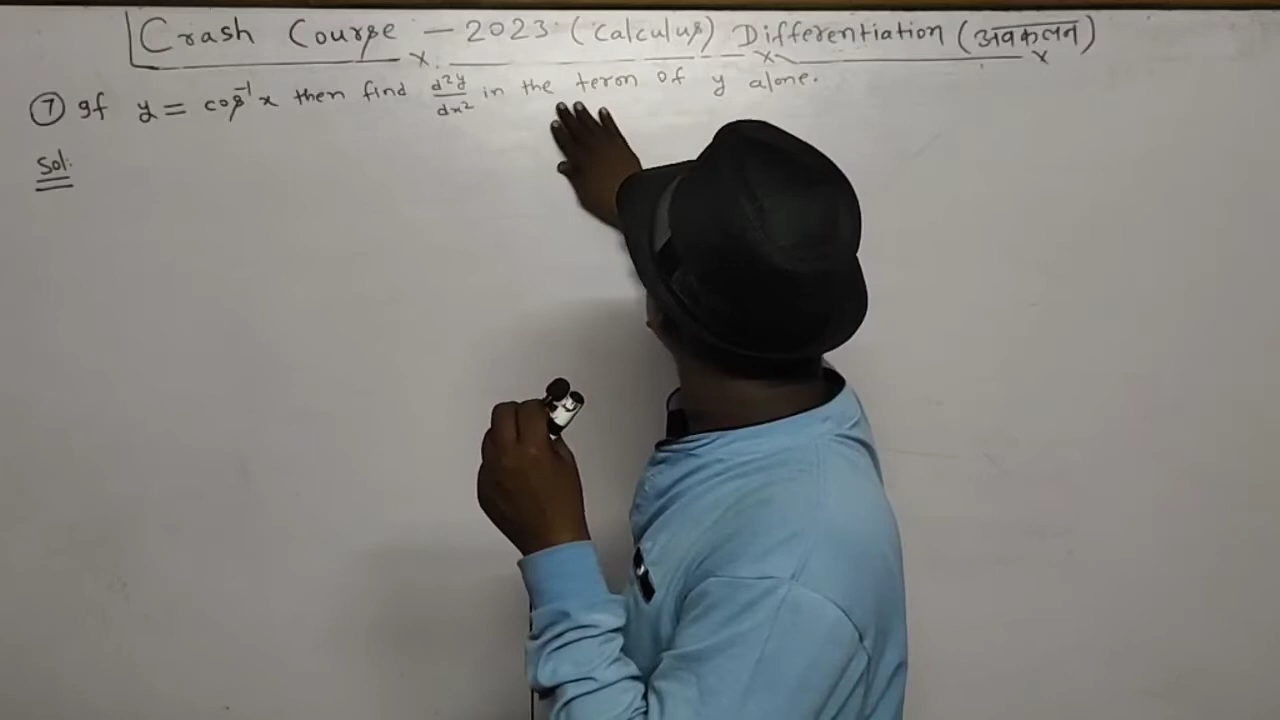 Crash Course - 2023 (Calculus) Differentiation (अवकलन)
⑦ If y = cos⁻¹x then find d²y/dx² in the term of y alone.
Sol: